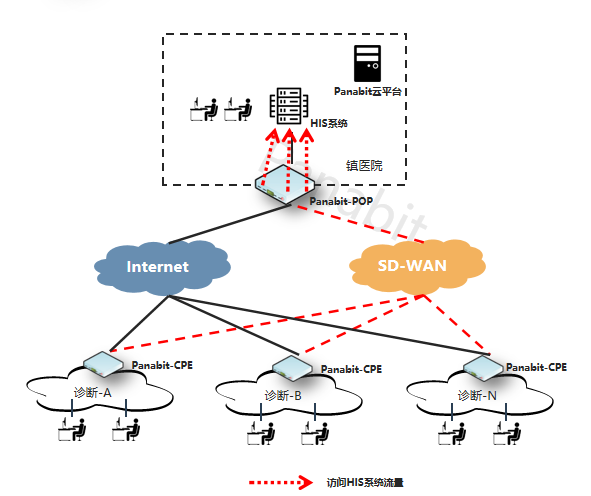 Panabit云平台
HIS系统
镇医院
Panabit
Panabit-POP
Internet
SD-WAN
Panabit-CPE
Panabit-CPE
Panabit-CPE
诊断-A
诊断-B
诊断-N
访问HIS系统流量